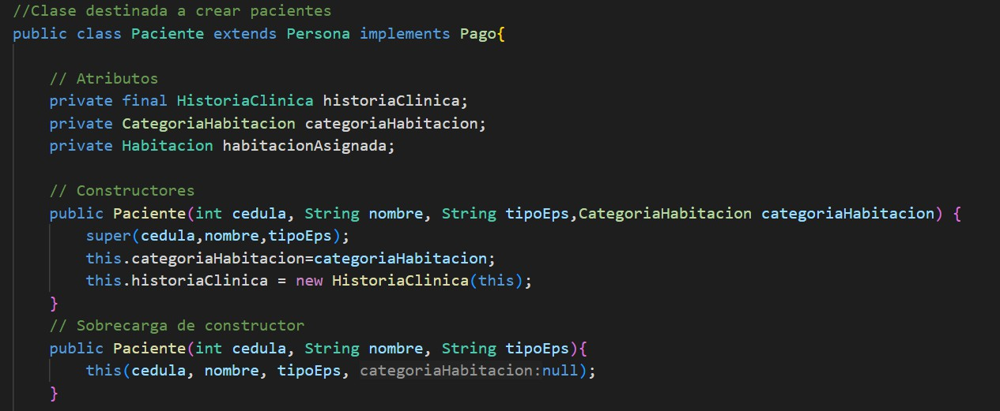 //Clase destinada a crear pacientes
public class Paciente extends Persona implements Pago{
// Atributos
private final HistoriaClinica historiaClinica;
private CategoriaHabitacion categoriaHabitacion;
private Habitacion habitacionAsignada;
// Constructores
public Paciente(int cedula, String nombre, String tipoEps,CategoriaHabitacion categoriaHabitacion) {
super(cedula,nombre,tipoEps);
this.categoriaHabitacion=categoriaHabitacion;
this.historiaClinica = new HistoriaClinica(this);
}
// Sobrecarga de constructor
public Paciente(int cedula, String nombre, String tipoEps){
this(cedula, nombre, tipoEps, categoriaHabitacion:null);
}